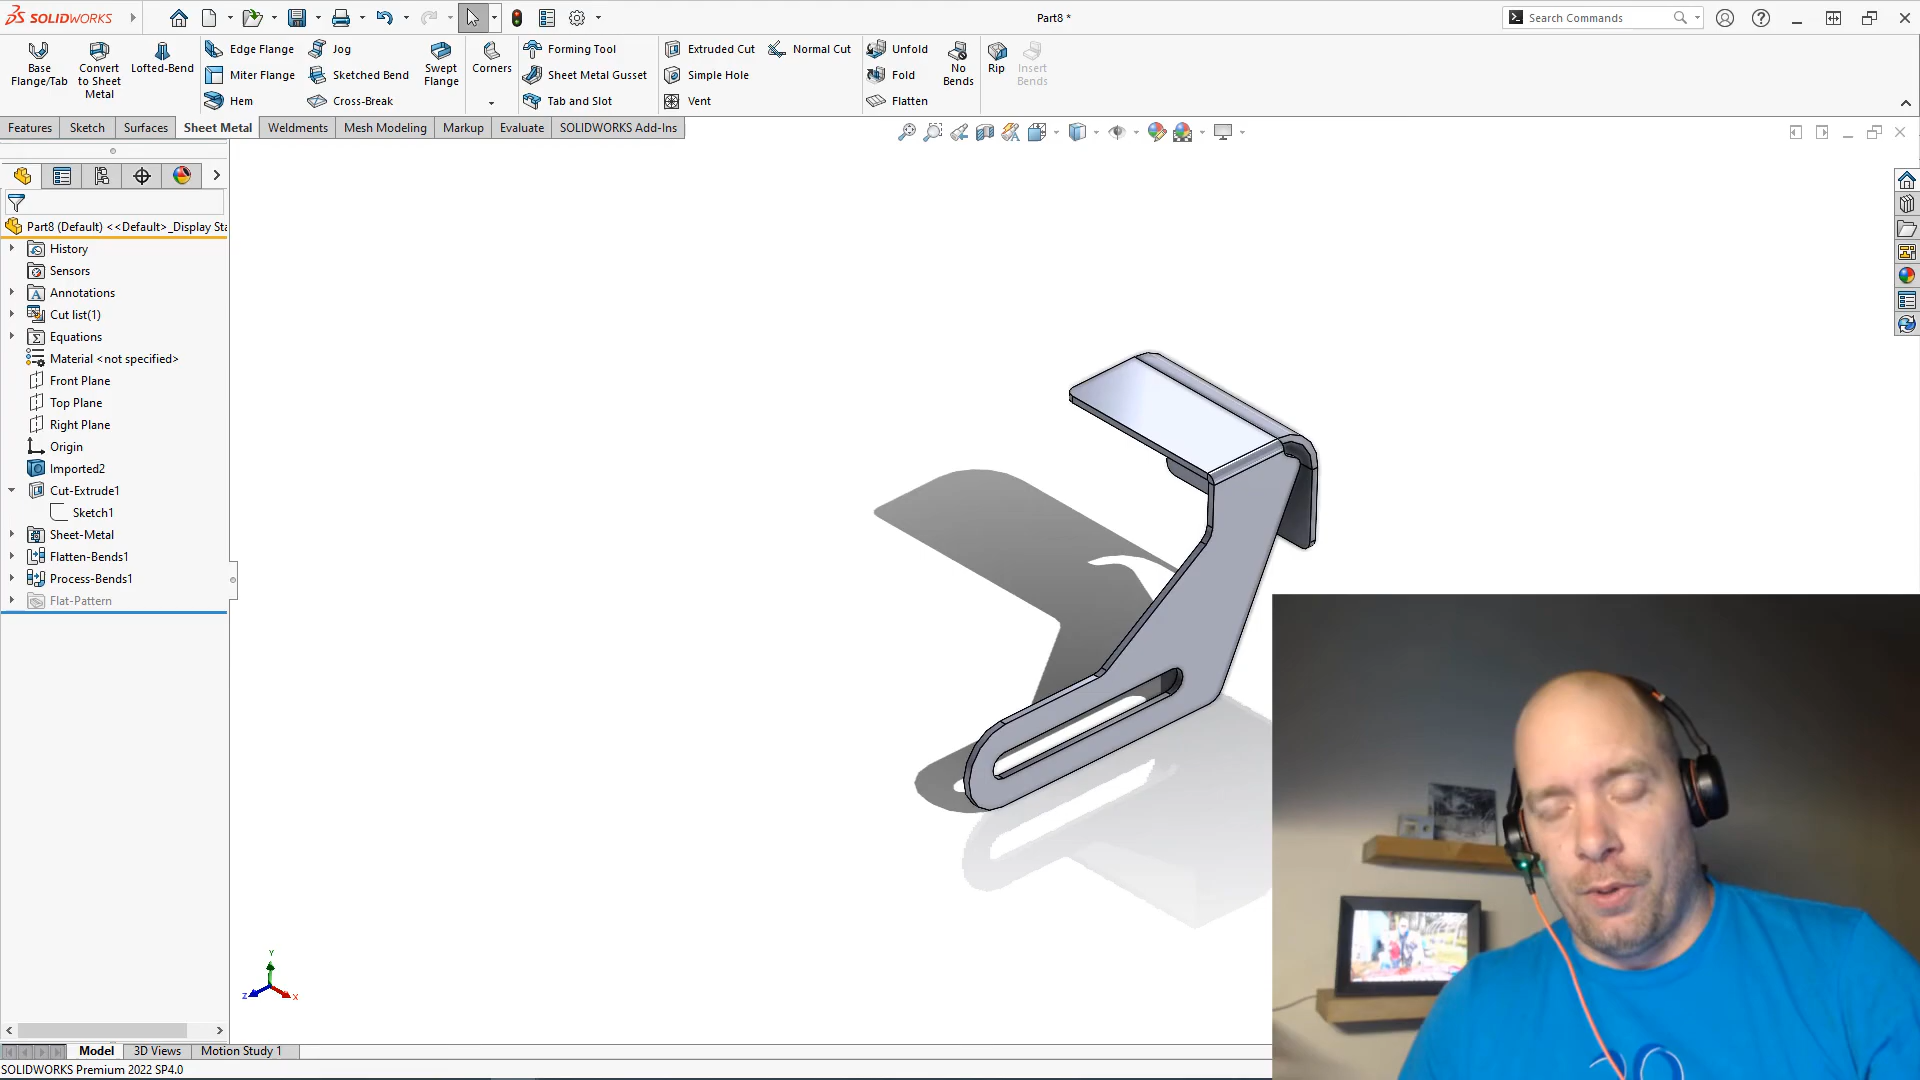 SOLIDWORKS
Part8 *
Search Commands
Base Flange/Tab
Convert to Sheet Metal
Lofted-Bend
Edge Flange
Miter Flange
Hem
Jog
Sketched Bend
Cross-Break
Swept Flange
Corners
Forming Tool
Sheet Metal Gusset
Tab and Slot
Extruded Cut
Simple Hole
Vent
Normal Cut
Unfold
Fold
Flatten
No Bends
Rip
Insert Bends
Features
Sketch
Surfaces
Sheet Metal
Weldments
Mesh Modeling
Markup
Evaluate
SOLIDWORKS Add-Ins
Part8 (Default) <<Default>_Display Sta
History
Sensors
Annotations
Cut list(1)
Equations
Material <not specified>
Front Plane
Top Plane
Right Plane
Origin
Imported2
Cut-Extrude1
Sketch1
Sheet-Metal
Flatten-Bends1
Process-Bends1
Flat-Pattern
Y
Z
X
Model
3D Views
Motion Study 1
SOLIDWORKS Premium 2022 SP4.0